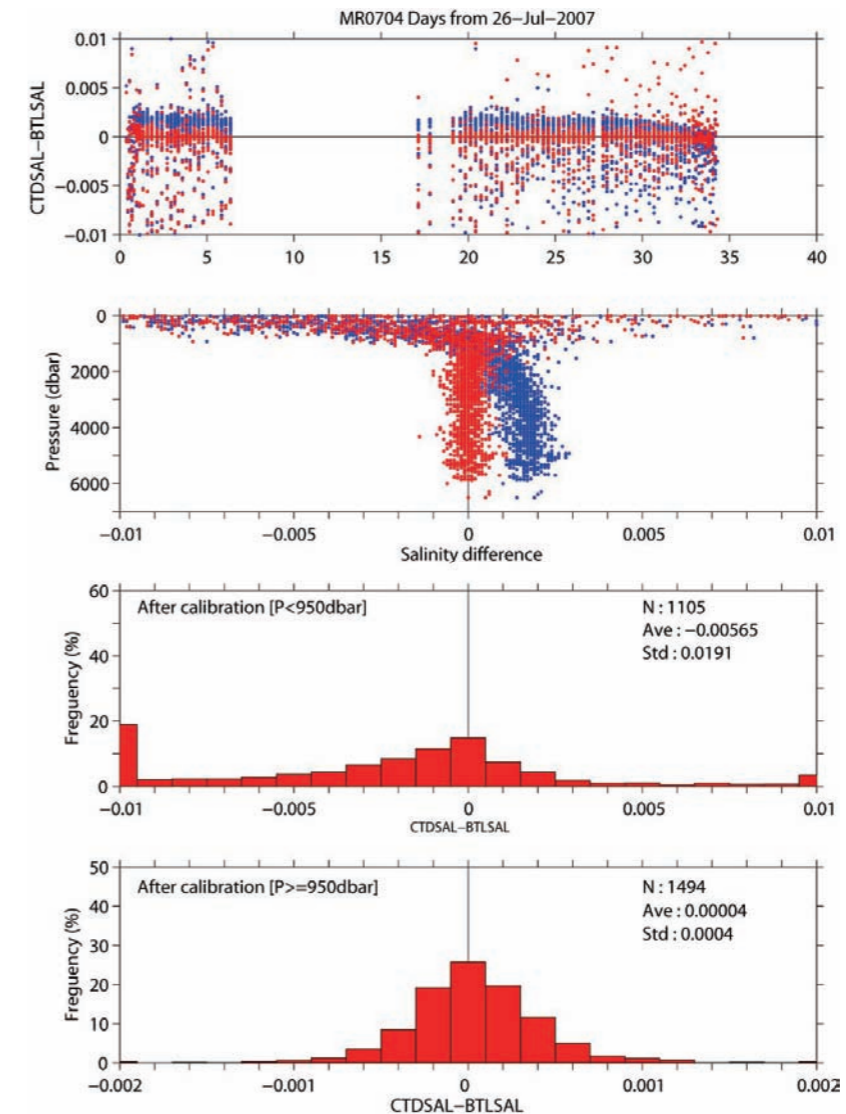 MR0704 Days from 26−Jul−2007
CTDSAL−BTLSAL
0.01
0.005
0
−0.005
−0.01
0 5 10 15 20 25 30 35 40
Pressure (dbar)
0
2000
4000
6000
−0.01 −0.005 0 0.005 0.01
Salinity difference
After calibration [P<950dbar]
N : 1105
Ave : −0.00565
Std : 0.0191
Freguency (%)
60
40
20
0
−0.01 −0.005 0 0.005 0.01
CTDSAL−BTLSAL
After calibration [P>=950dbar]
N : 1494
Ave : 0.00004
Std : 0.0004
Freguency (%)
50
40
30
20
10
0
−0.002 −0.001 0 0.001 0.002
CTDSAL−BTLSAL